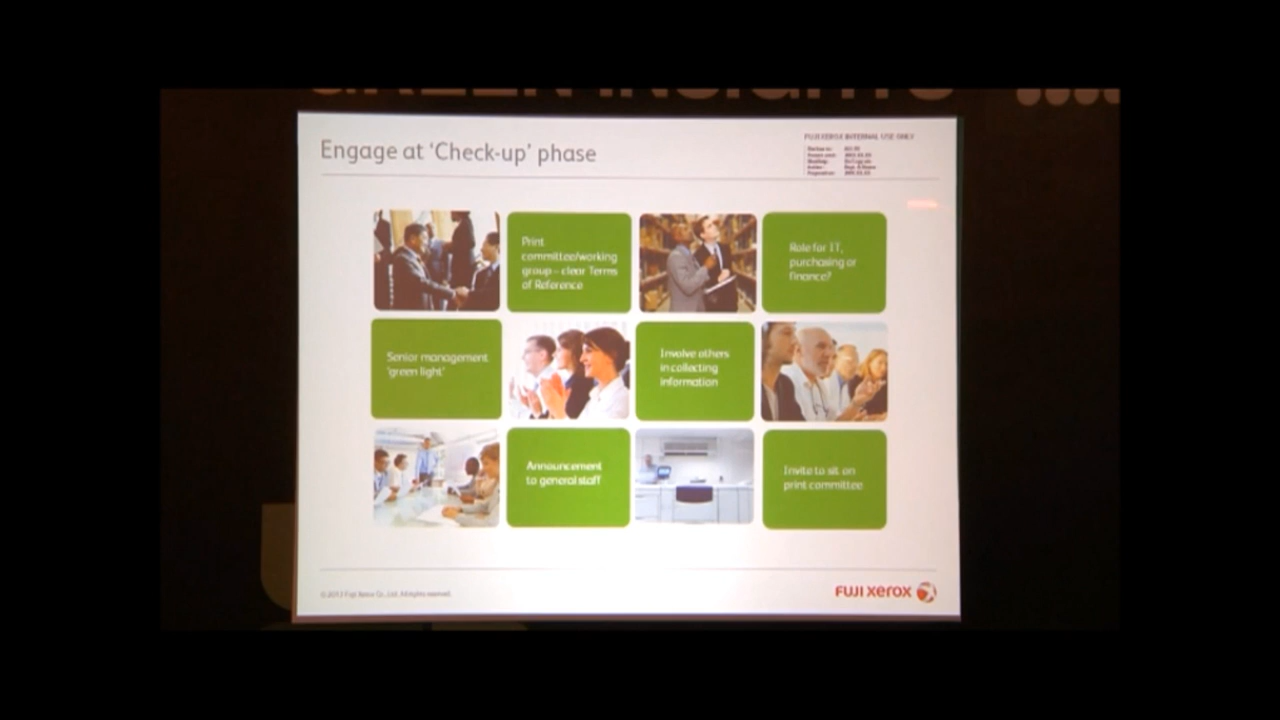 GREEN INSIGHTS
Engage at ‘Check-up’ phase
FUJI XEROX INTERNAL USE ONLY
Print
committee/working
group – clear Terms
of Reference
Role for IT,
purchasing or
finance?
Senior management
‘green light’
Involve others
in collecting
information
Announcement
to general staff
Invite to sit on
print committee
© 2013 Fuji Xerox Co., Ltd. All rights reserved.
FUJI xerox